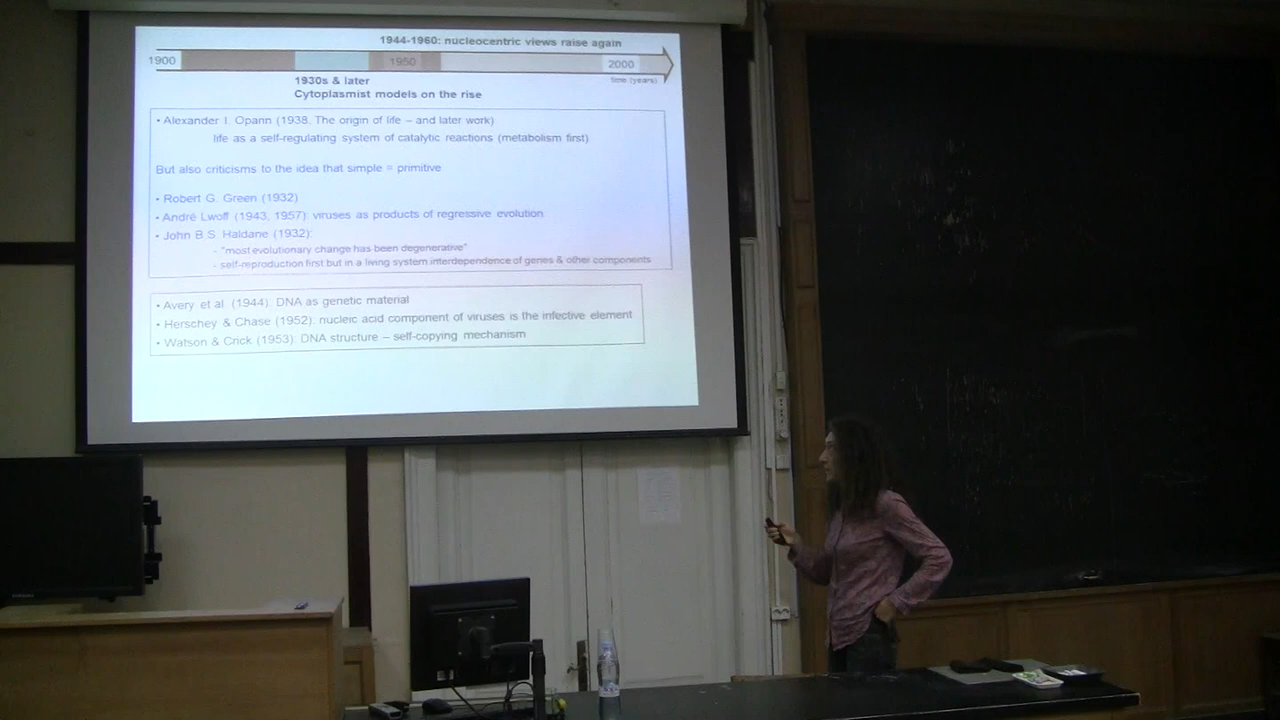 1944-1960: nucleocentric views raise again
1900 1950 2000
time (years)
1930s & later
Cytoplasmist models on the rise
• Alexander I. Oparin (1938, The origin of life – and later work)
life as a self-regulating system of catalytic reactions (metabolism first)
But also criticisms to the idea that simple = primitive
• Robert G. Green (1932)
• André Lwoff (1943, 1957): viruses as products of regressive evolution
• John B.S. Haldane (1932):
- "most evolutionary change has been degenerative"
- self-reproduction first but in a living system interdependence of genes & other components
• Avery et al. (1944): DNA as genetic material
• Herschey & Chase (1952): nucleic acid component of viruses is the infective element
• Watson & Crick (1953): DNA structure – self-copying mechanism